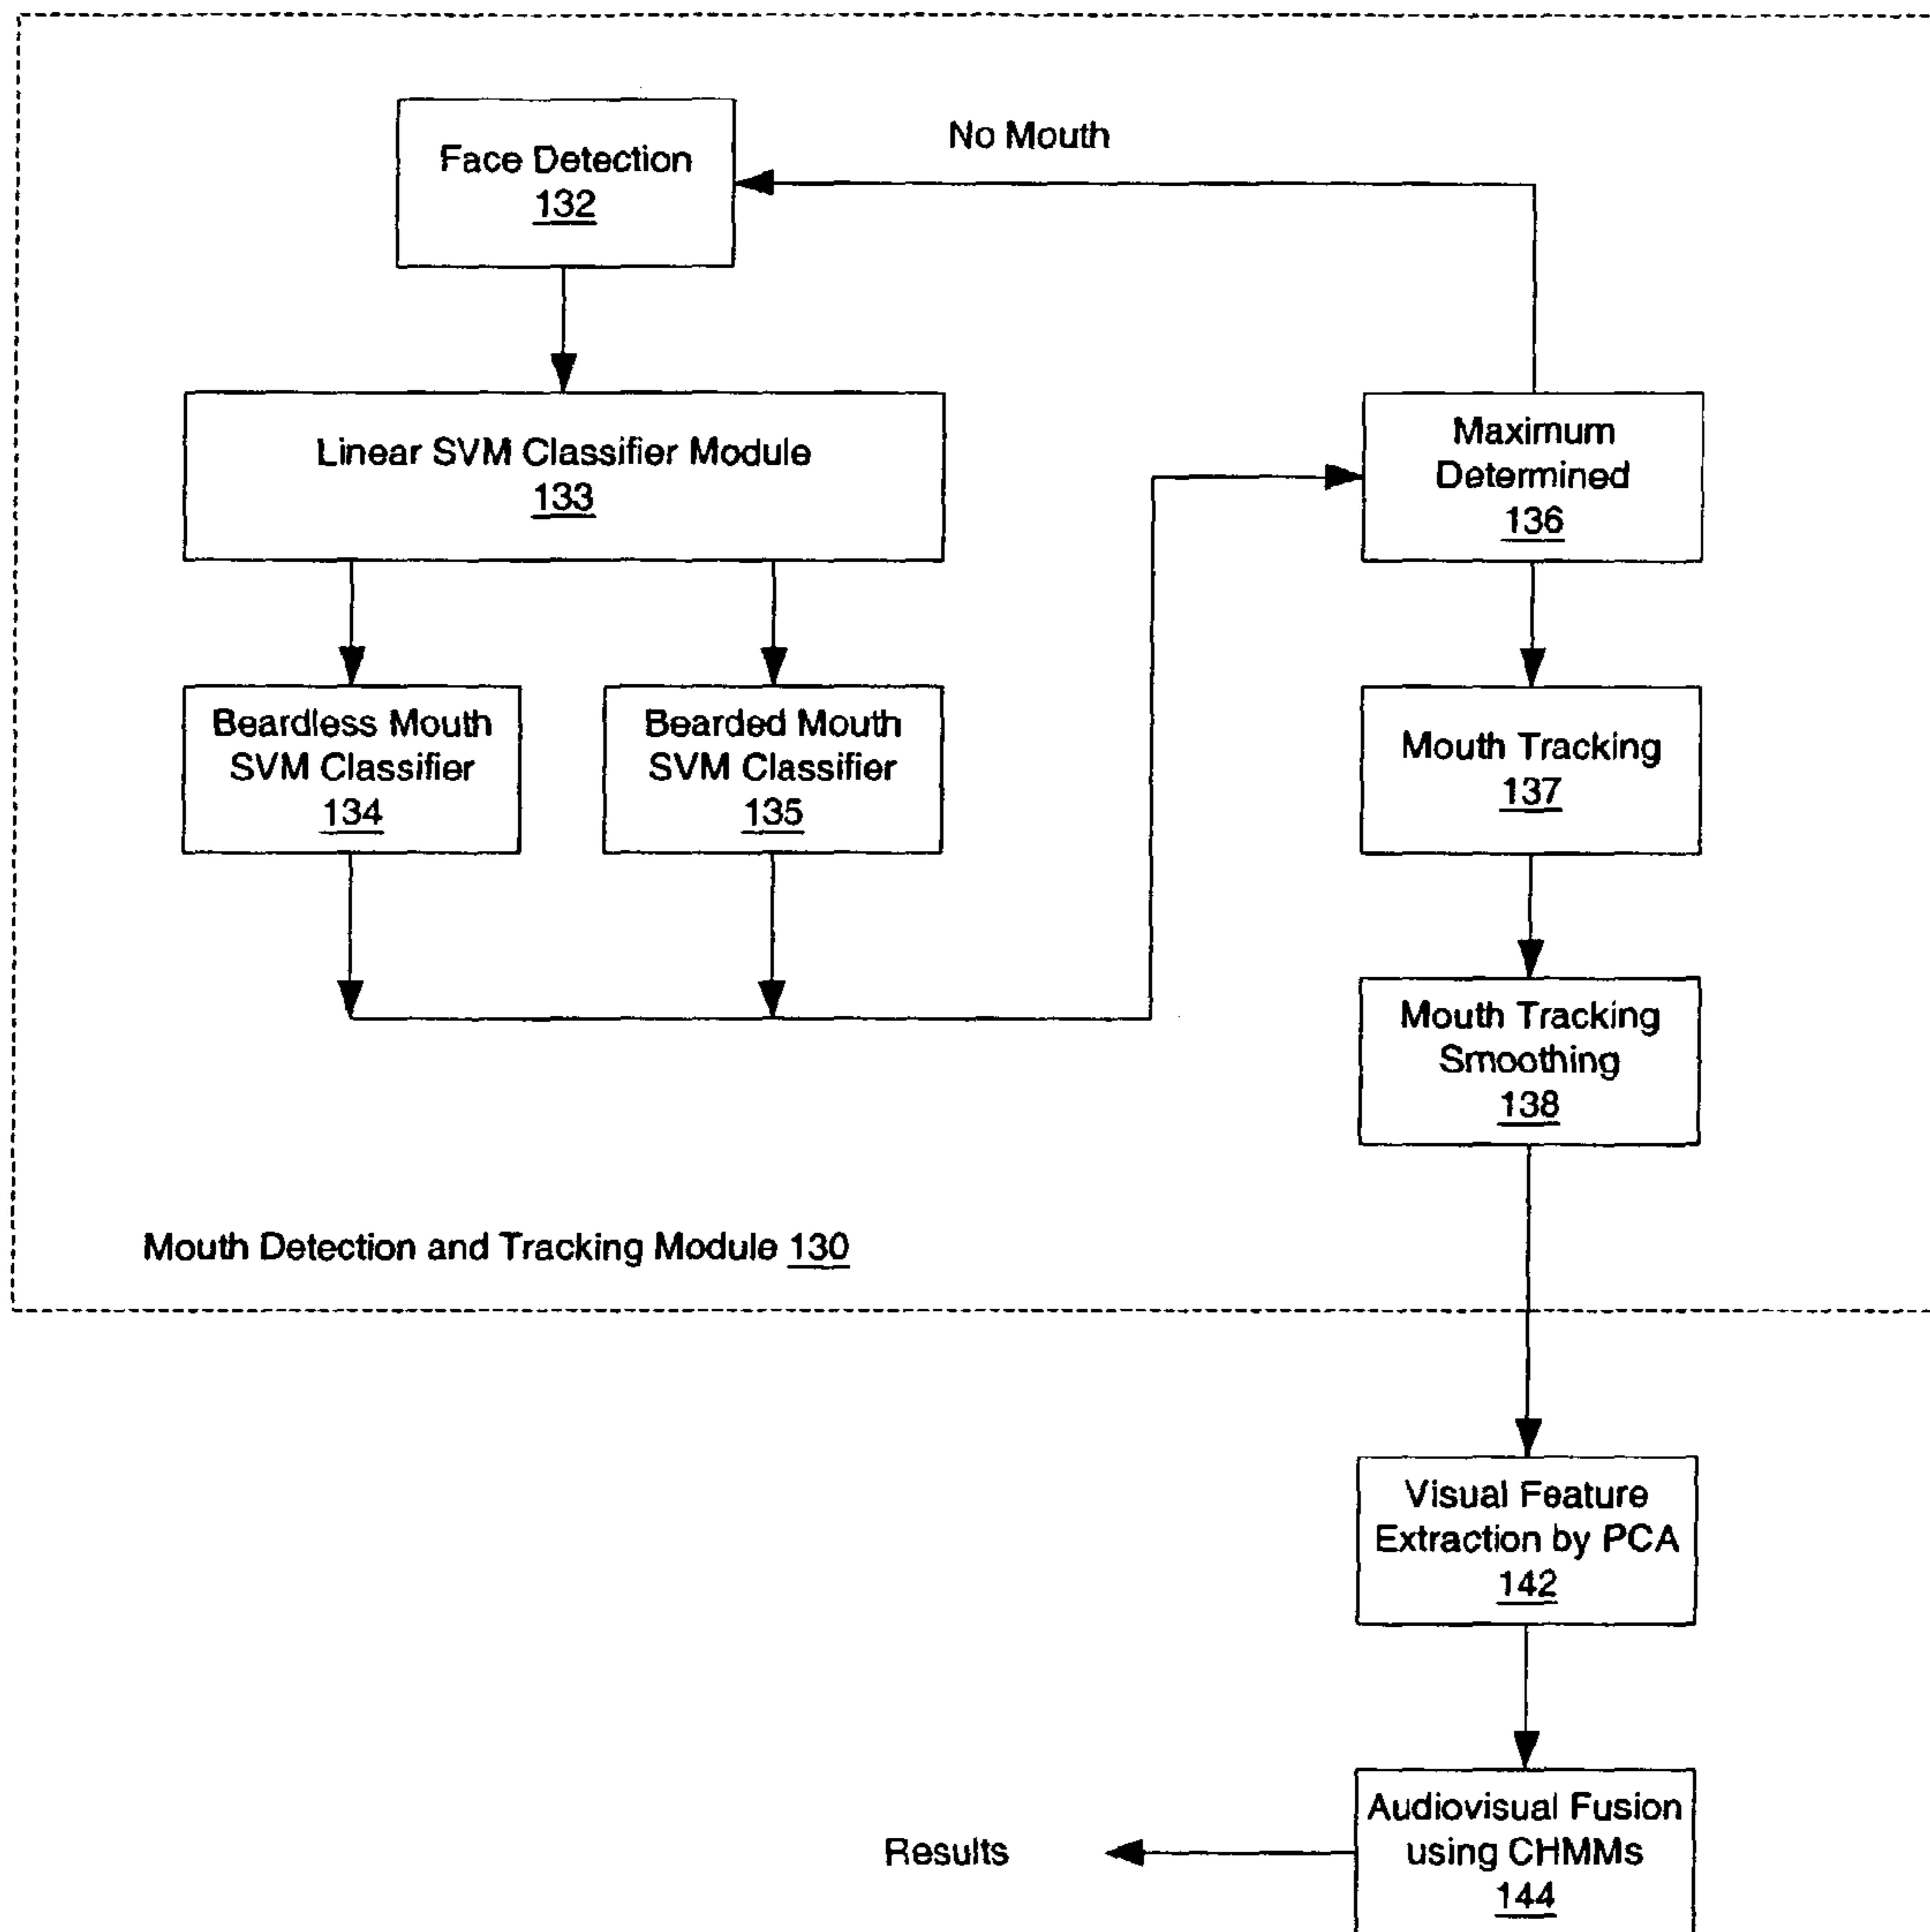 Face Detection
132
No Mouth
Linear SVM Classifier Module
133
Maximum
Determined
136
Beardless Mouth
SVM Classifier
134
Bearded Mouth
SVM Classifier
135
Mouth Tracking
137
Mouth Tracking
Smoothing
138
Mouth Detection and Tracking Module 130
Visual Feature
Extraction by PCA
142
Audiovisual Fusion
using CHMMs
144
Results